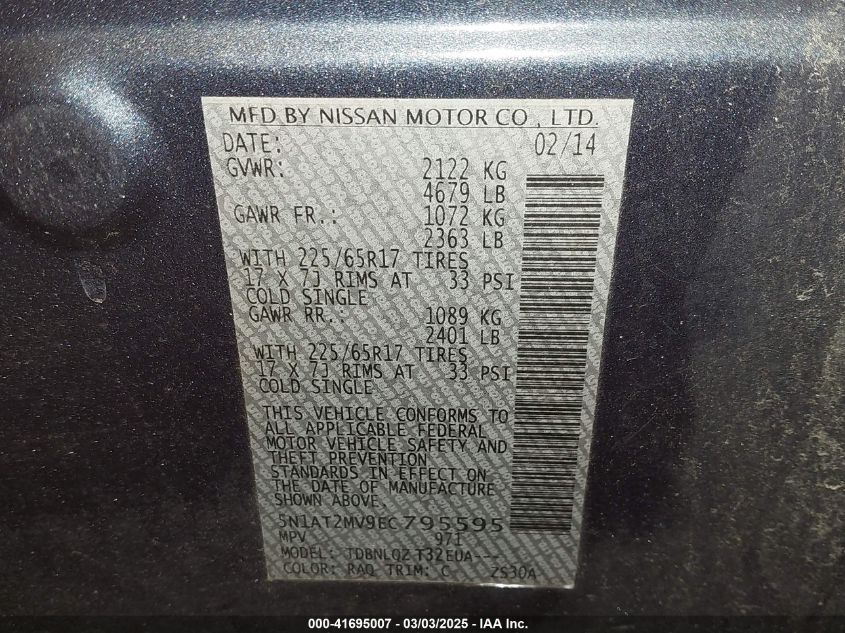 MFD BY NISSAN MOTOR CO., LTD.
DATE: 02/14
GVWR: 2122 KG
4679 LB
GAWR FR.: 1072 KG
2363 LB
WITH 225/65R17 TIRES
17 X 7J RIMS AT 33 PSI
COLD SINGLE
GAWR RR.: 1089 KG
2401 LB
WITH 225/65R17 TIRES
17 X 7J RIMS AT 33 PSI
COLD SINGLE
THIS VEHICLE CONFORMS TO
ALL APPLICABLE FEDERAL
MOTOR VEHICLE SAFETY AND
THEFT PREVENTION
STANDARDS IN EFFECT ON
THE DATE OF MANUFACTURE
SHOWN ABOVE.
5N1AT2MV9EC795595
MPV 971
MODEL: TDBNLQZ T32EUA---
COLOR: RAQ TRIM: C ZS30A
000-41695007 - 03/03/2025 - IAA Inc.